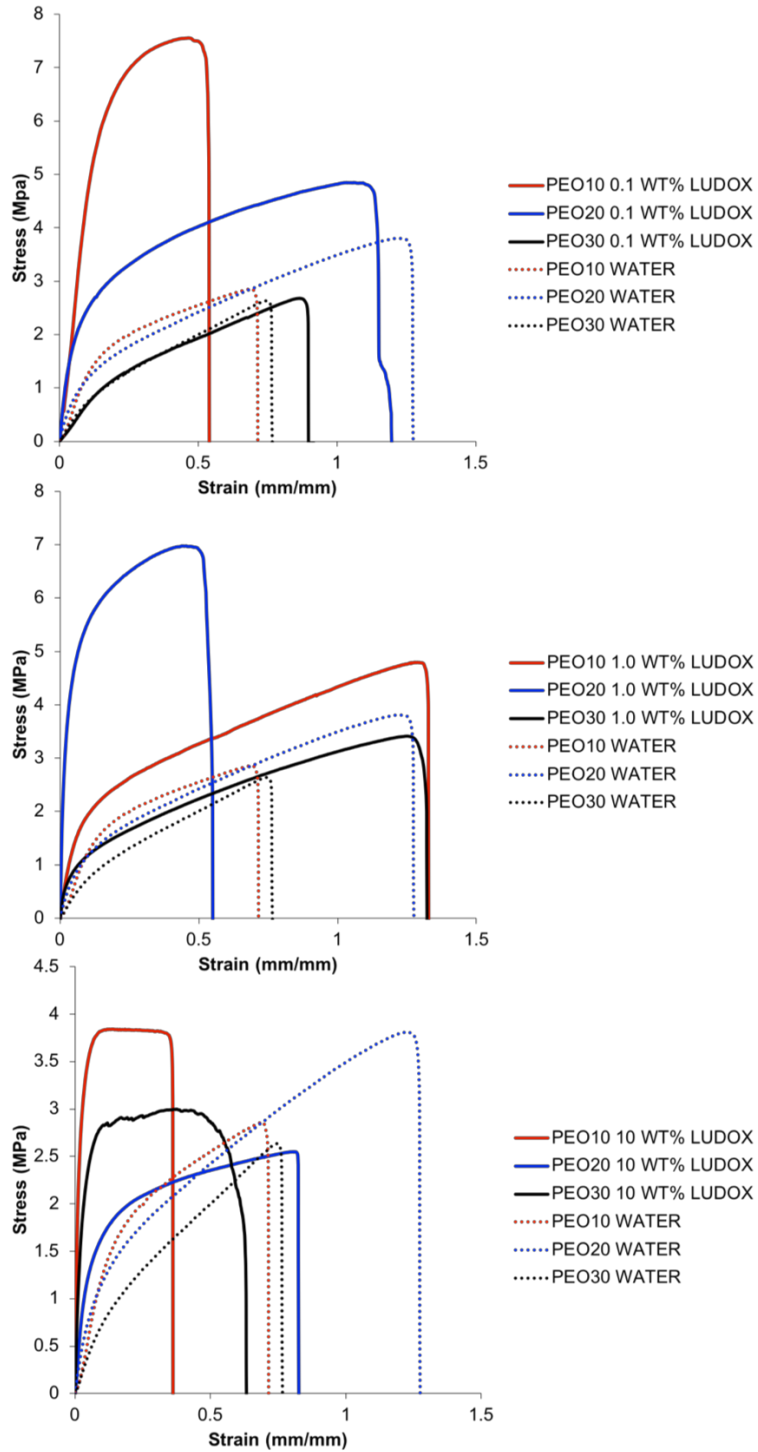 8
7
6
5
4
3
2
1
0
Stress (Mpa)
0
0.5
1
1.5
Strain (mm/mm)
PEO10 0.1 WT% LUDOX
PEO20 0.1 WT% LUDOX
PEO30 0.1 WT% LUDOX
PEO10 WATER
PEO20 WATER
PEO30 WATER
8
7
6
5
4
3
2
1
0
Stress (MPa)
0
0.5
1
1.5
Strain (mm/mm)
PEO10 1.0 WT% LUDOX
PEO20 1.0 WT% LUDOX
PEO30 1.0 WT% LUDOX
PEO10 WATER
PEO20 WATER
PEO30 WATER
4.5
4
3.5
3
2.5
2
1.5
1
0.5
0
Stress (MPa)
0
0.5
1
1.5
Strain (mm/mm)
PEO10 10 WT% LUDOX
PEO20 10 WT% LUDOX
PEO30 10 WT% LUDOX
PEO10 WATER
PEO20 WATER
PEO30 WATER